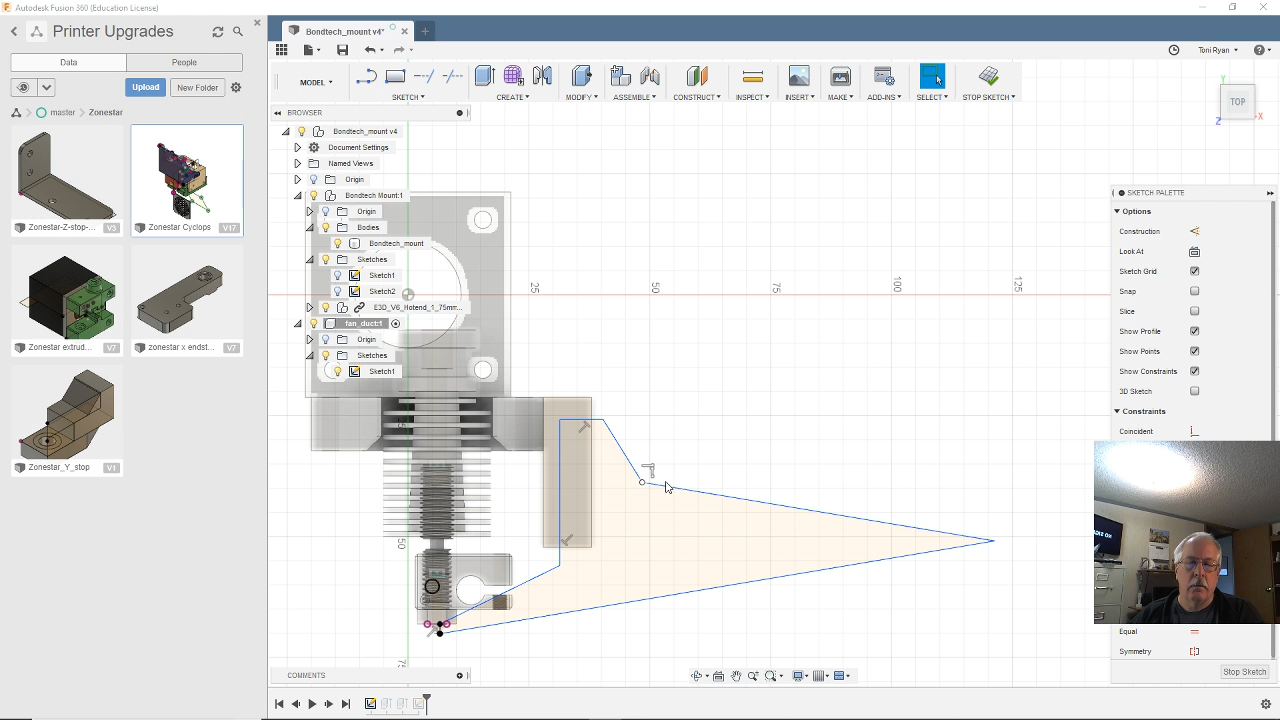 Autodesk Fusion 360 (Education License)
Printer Upgrades
Bondtech_mount v4*
Toni Ryan
Data People
Upload New Folder
MODEL SKETCH CREATE MODIFY ASSEMBLE CONSTRUCT INSPECT INSERT MAKE ADD-INS SELECT STOP SKETCH
master Zonestar
BROWSER
Bondtech_mount v4
Document Settings
Named Views
Origin
Bondtech Mount:1
Origin
Bodies
Bondtech_mount
Sketches
Sketch1
Sketch2
E3D_V6_Hotend_1_75mm...
fan_duct:1
Origin
Sketches
Sketch1
Zonestar-Z-stop-... V3
Zonestar Cyclops V17
Zonestar extrud... V7
zonestar x endst... V7
Zonestar_Y_stop V1
Y
TOP
X
Z
25
50
75
100
125
50
75
SKETCH PALETTE
Options
Construction
Look At
Sketch Grid
Snap
Slice
Show Profile
Show Points
Show Constraints
3D Sketch
Constraints
Coincident
Equal
Symmetry
Stop Sketch
COMMENTS